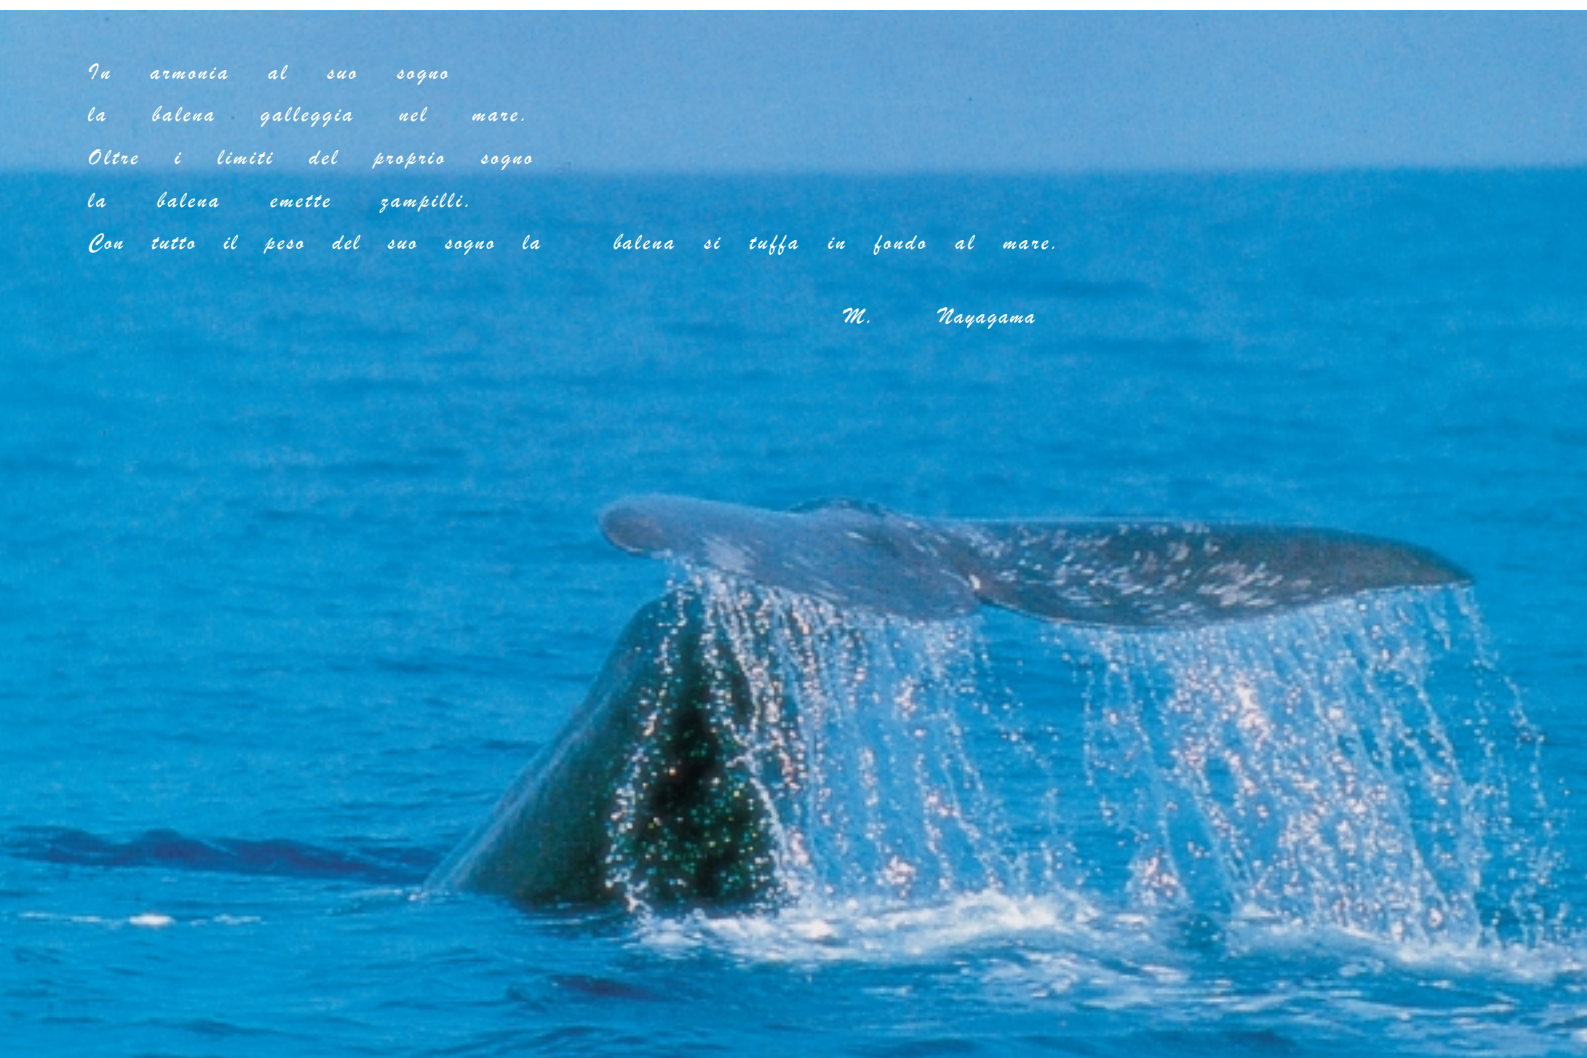 In armonia al suo sogno
la balena galleggia nel mare.
Oltre i limiti del proprio sogno
la balena emette zampilli.
Con tutto il peso del suo sogno la balena si tuffa in fondo al mare.
M. Nayagama